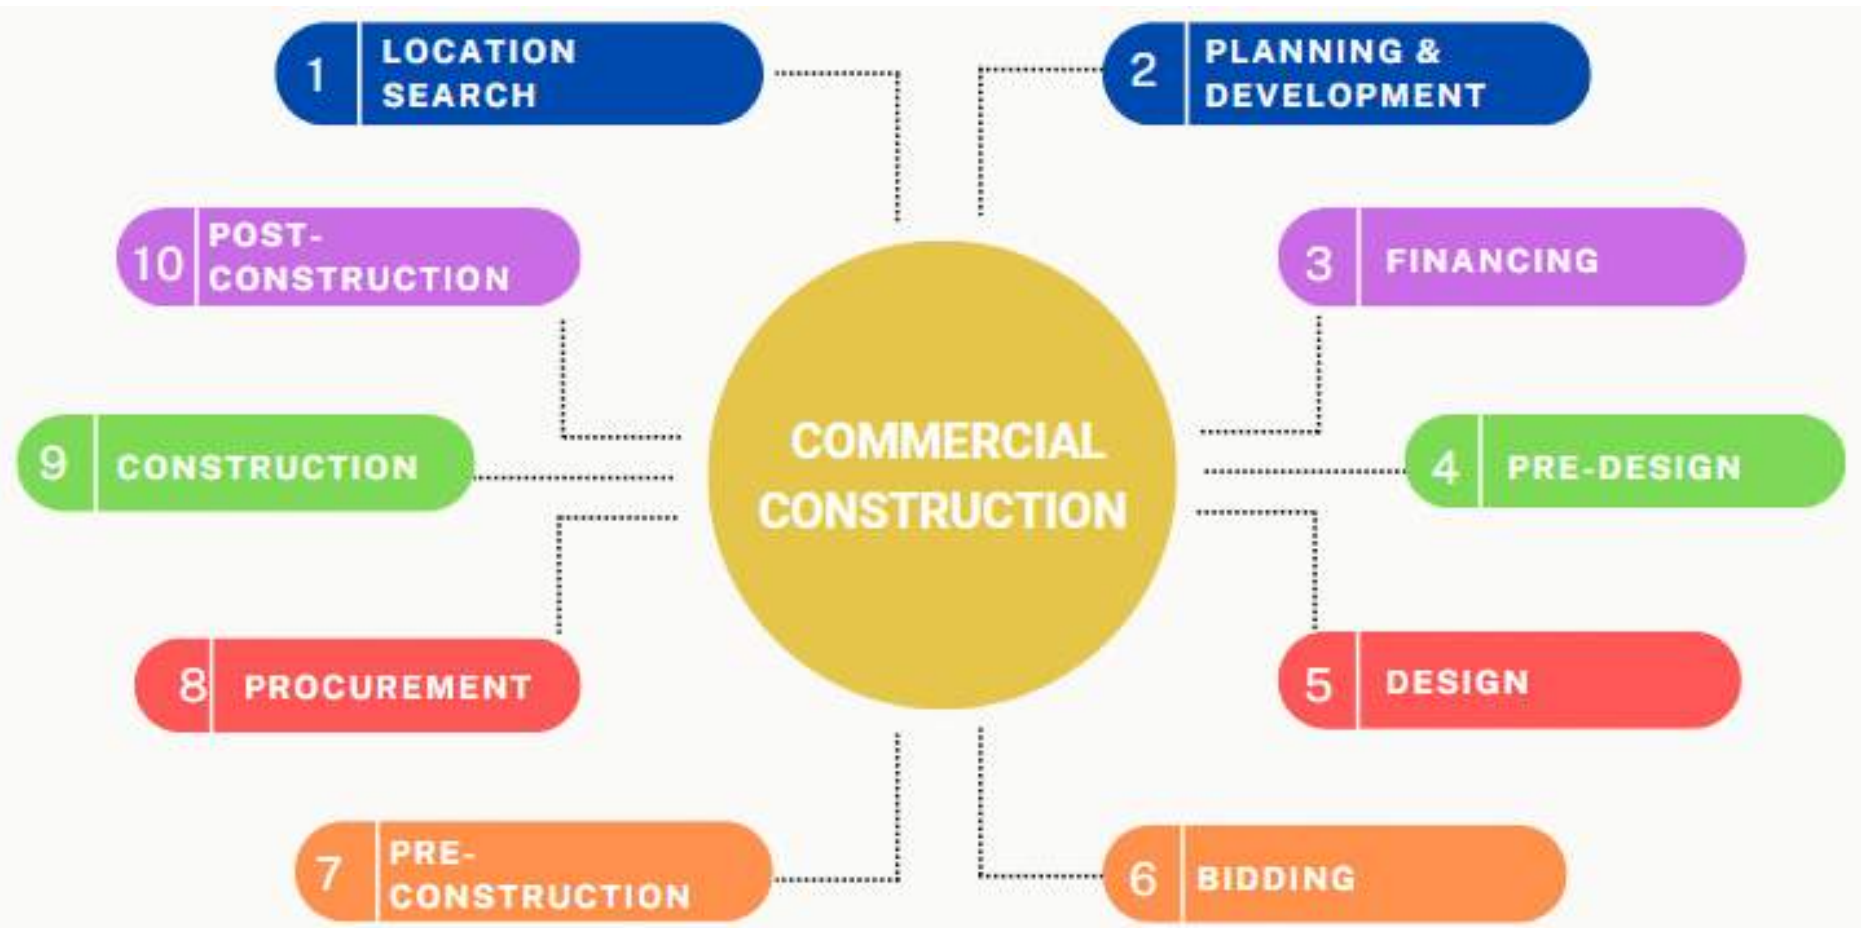 1
LOCATION
SEARCH
2
PLANNING &
DEVELOPMENT
3
FINANCING
4
PRE-DESIGN
5
DESIGN
6
BIDDING
7
PRE-
CONSTRUCTION
8
PROCUREMENT
9
CONSTRUCTION
10
POST-
CONSTRUCTION
COMMERCIAL
CONSTRUCTION